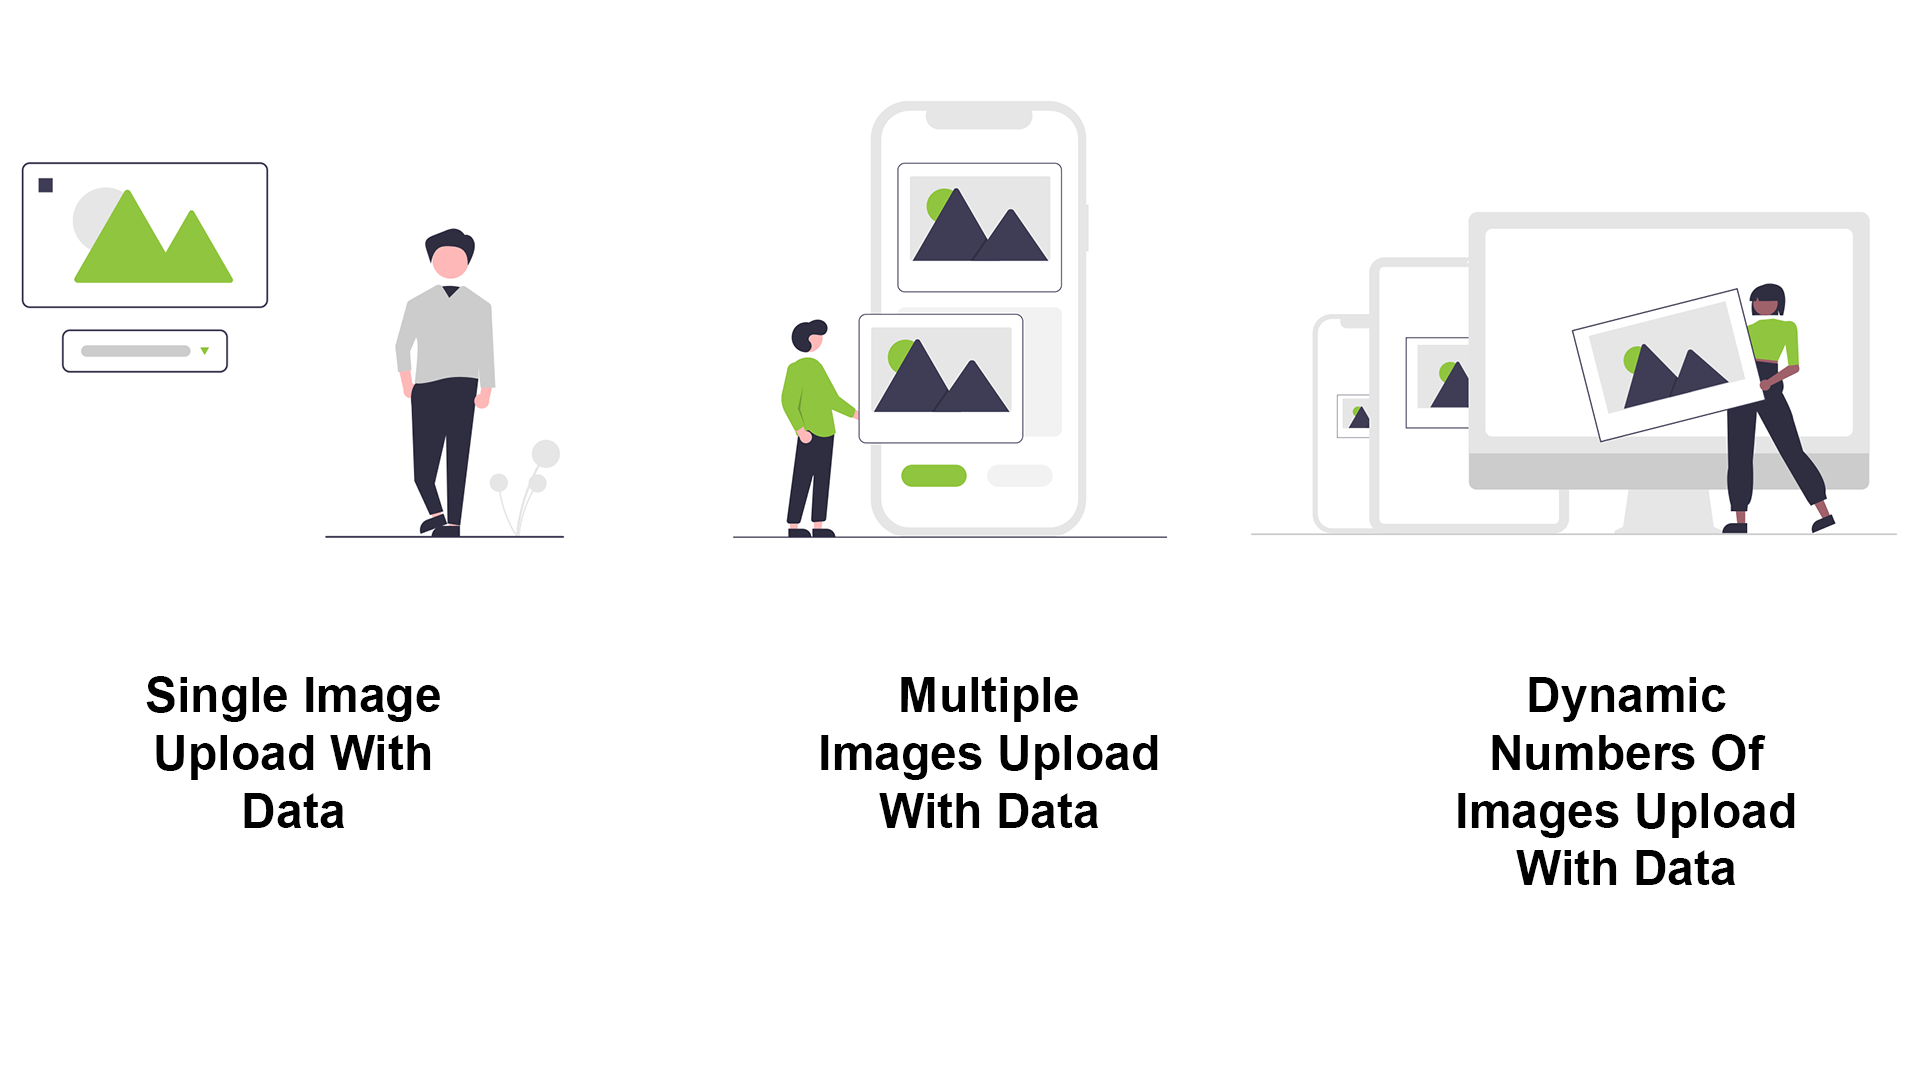 Single Image
Upload With
Data
Multiple
Images Upload
With Data
Dynamic
Numbers Of
Images Upload
With Data